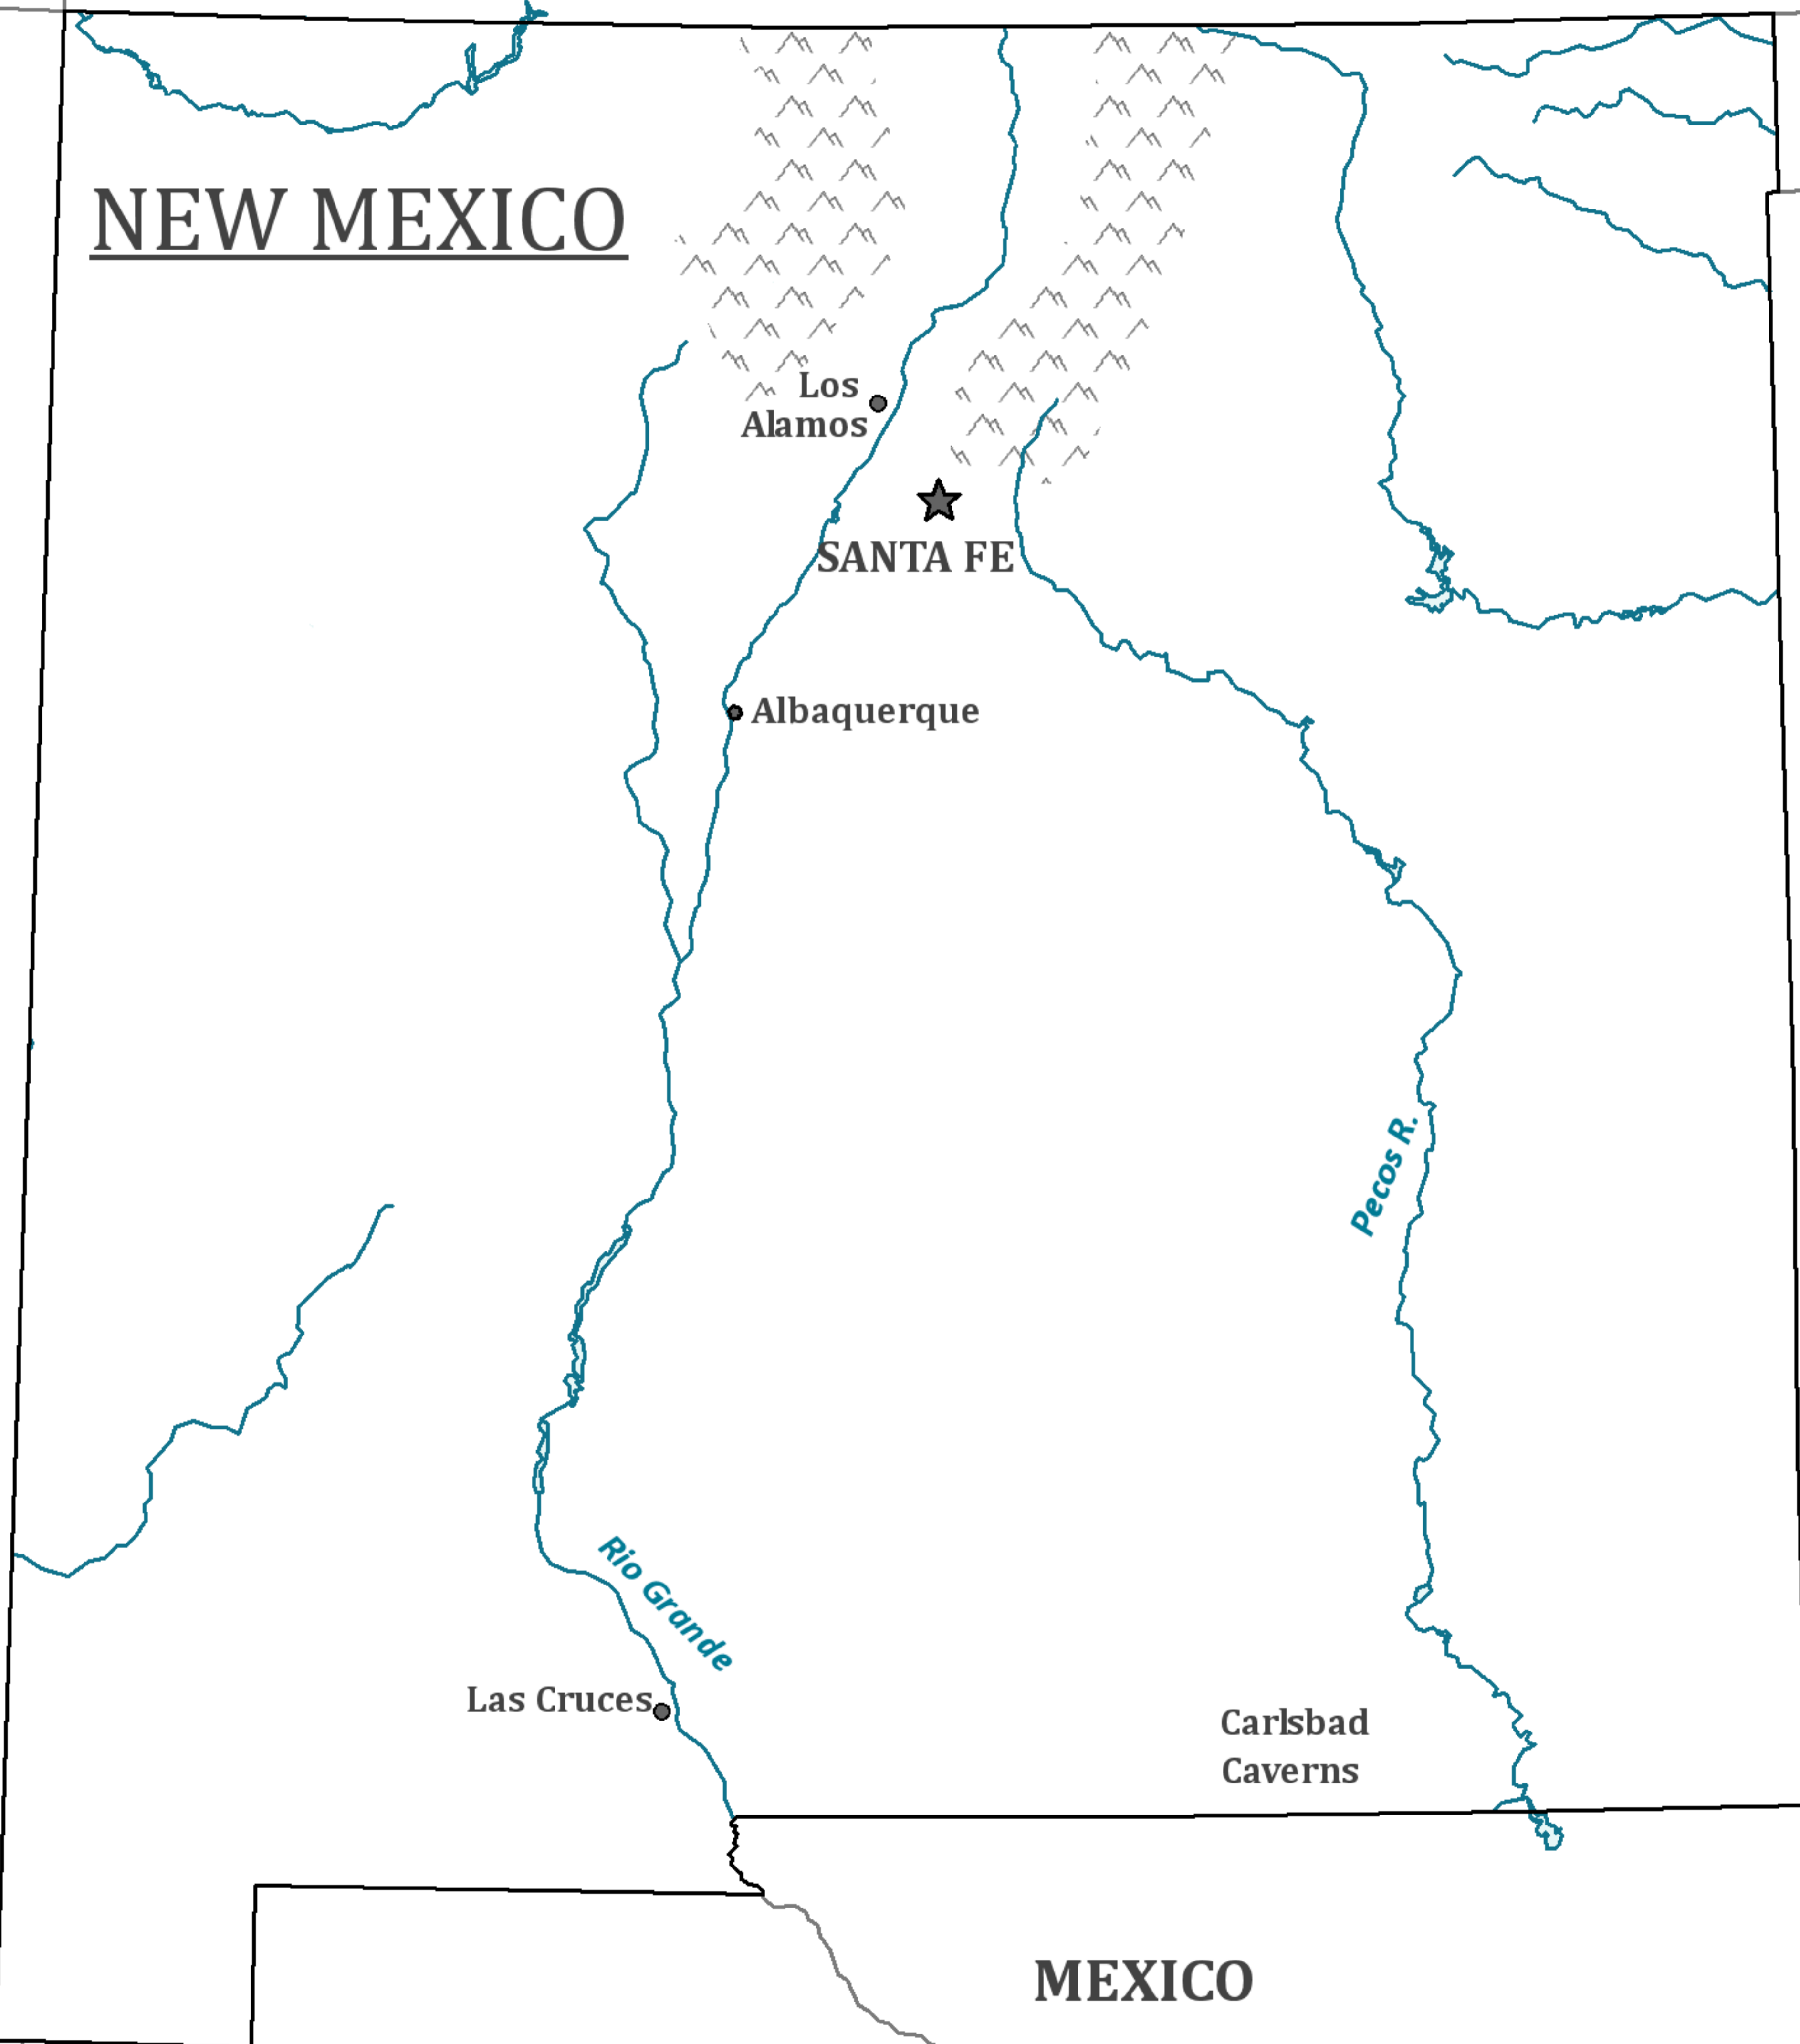 NEW MEXICO
Los
Alamos
SANTA FE
Albaquerque
Pecos R.
Rio Grande
Las Cruces
Carlsbad
Caverns
MEXICO